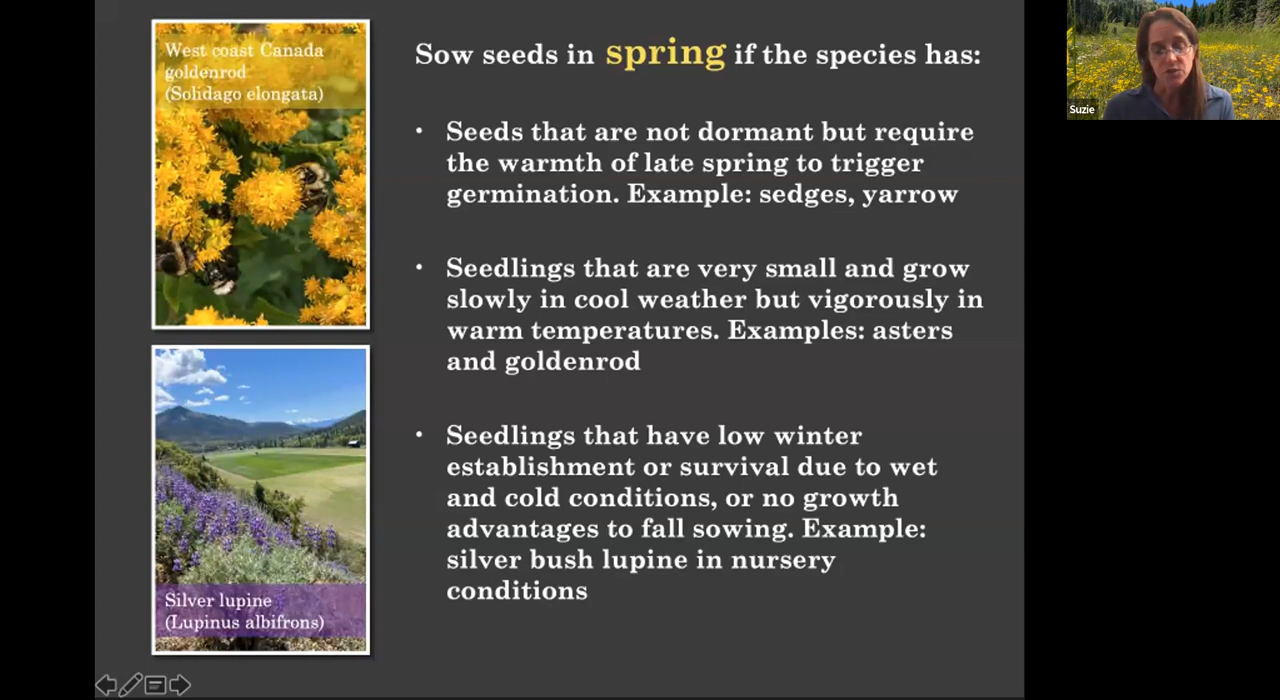 West coast Canada
goldenrod
(Solidago elongata)
Silver lupine
(Lupinus albifrons)
Sow seeds in spring if the species has:
• Seeds that are not dormant but require
the warmth of late spring to trigger
germination. Example: sedges, yarrow
• Seedlings that are very small and grow
slowly in cool weather but vigorously in
warm temperatures. Examples: asters
and goldenrod
• Seedlings that have low winter
establishment or survival due to wet
and cold conditions, or no growth
advantages to fall sowing. Example:
silver bush lupine in nursery
conditions
Suzie